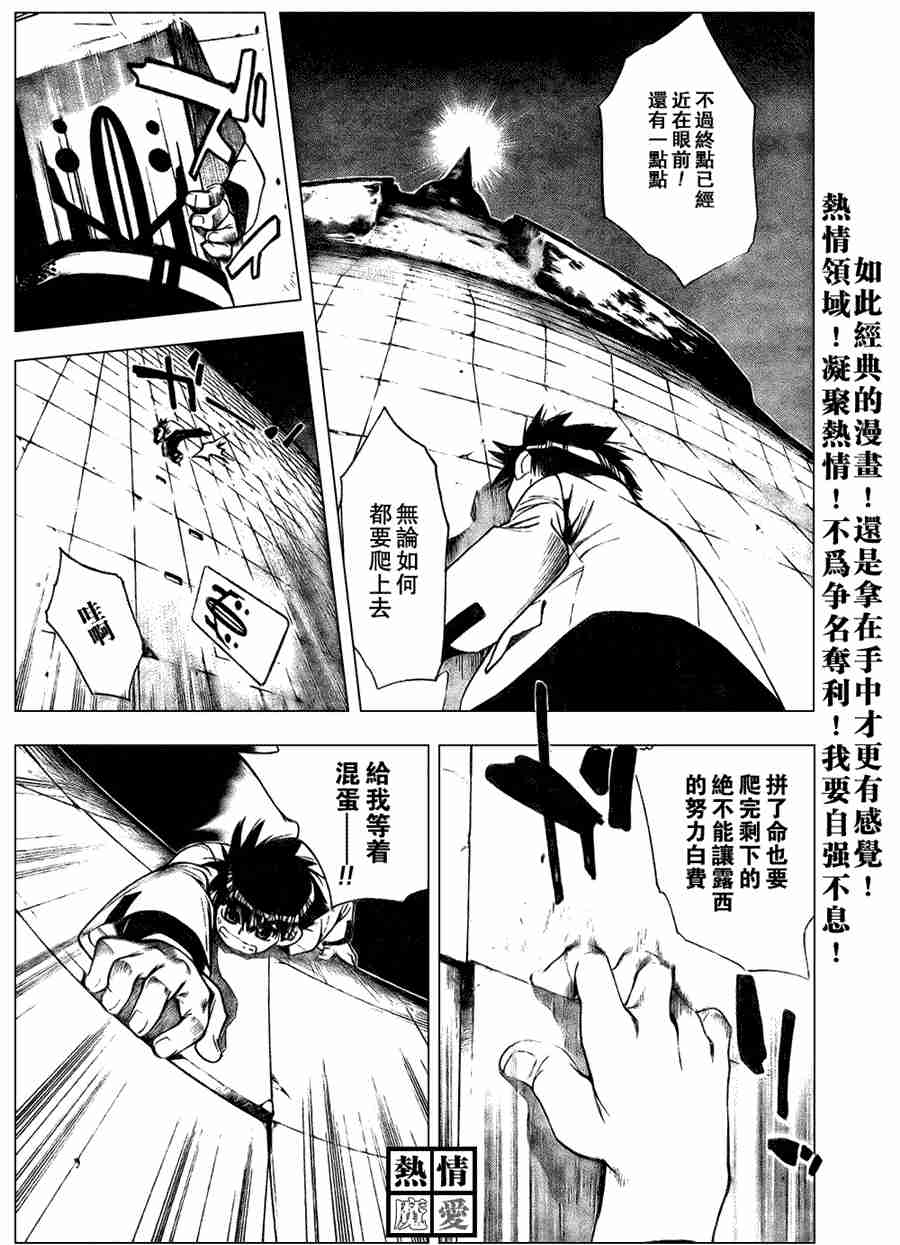 如此經典的漫畫！還是拿在手中才更有感覺！
熱情領域！凝聚熱情！不爲争名奪利！我要自强不息！
不過終點已經
近在眼前！
還有一點點
無論如何
都要爬上去
ガ
哇啊
拼了命也要
爬完剩下的
絕不能讓露西
的努力白費
給我等着
混蛋——!!
熱情
魔愛